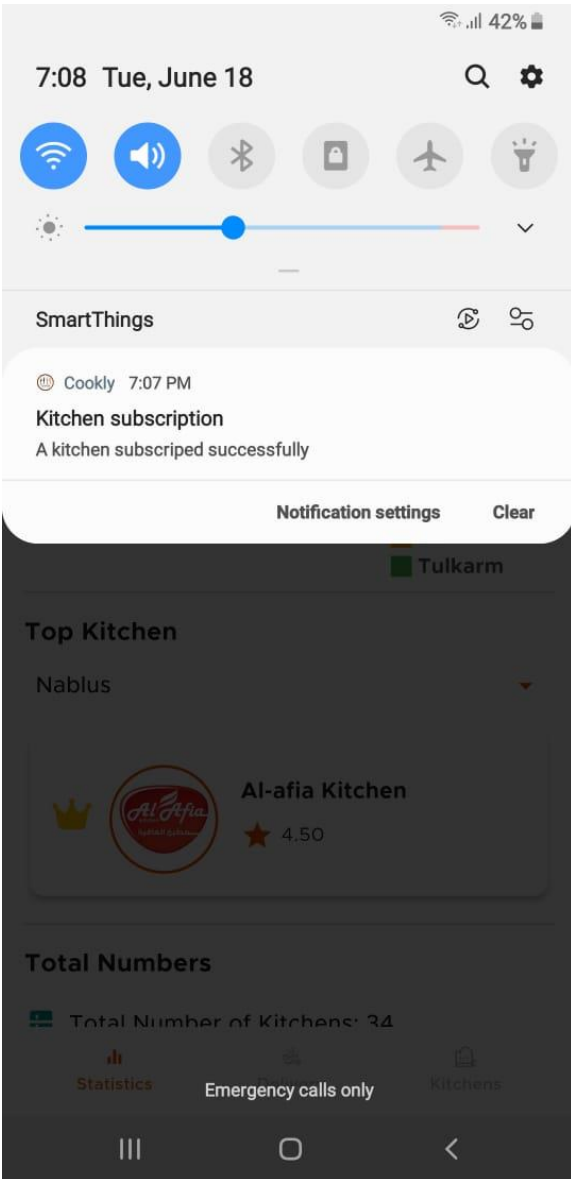 42%
7:08 Tue, June 18
SmartThings
Cookly 7:07 PM
Kitchen subscription
A kitchen subscriped successfully
Notification settings Clear
Tulkarm
Top Kitchen
Nablus
Al-afia Kitchen
Al Afia
4.50
Total Numbers
Total Number of Kitchens: 34
Statistics Kitchens
Emergency calls only